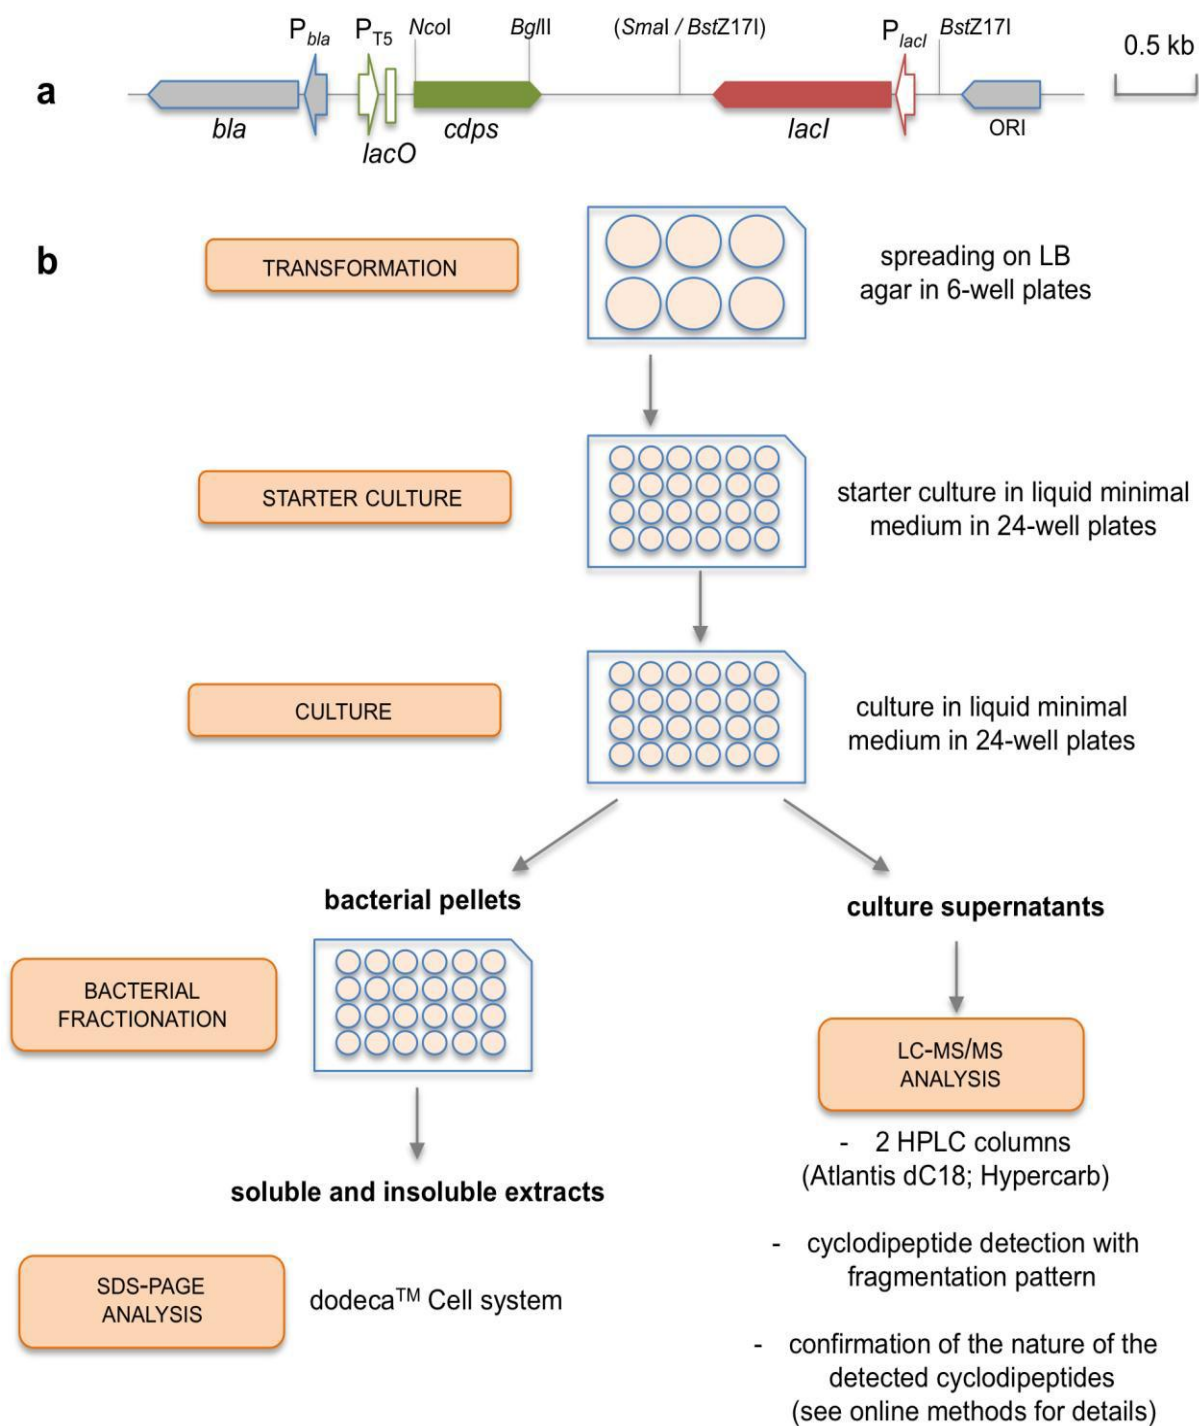 a
P bla
P T5
NcoI
BglII
(SmaI / BstZ17I)
P lacI
BstZ17I
0.5 kb
bla
lacO
cdps
lacI
ORI
b
TRANSFORMATION
spreading on LB
agar in 6-well plates
STARTER CULTURE
starter culture in liquid minimal
medium in 24-well plates
CULTURE
culture in liquid minimal
medium in 24-well plates
bacterial pellets
culture supernatants
BACTERIAL
FRACTIONATION
LC-MS/MS
ANALYSIS
- 2 HPLC columns
(Atlantis dC18; Hypercarb)
soluble and insoluble extracts
- cyclodipeptide detection with
fragmentation pattern
SDS-PAGE
ANALYSIS
dodeca™ Cell system
- confirmation of the nature of the
detected cyclodipeptides
(see online methods for details)